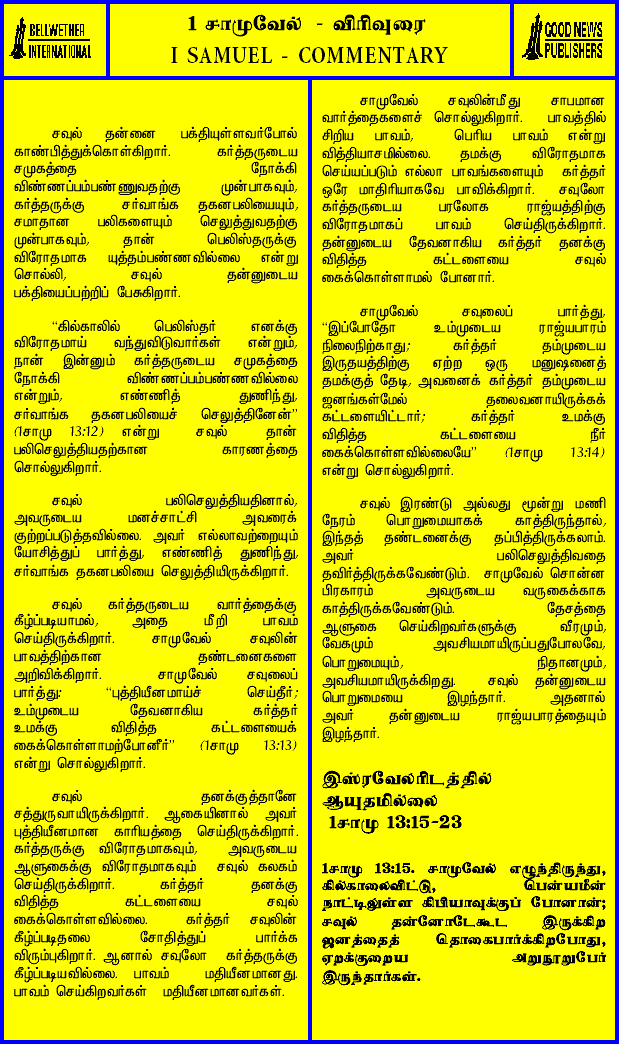 BELLWETHER
INTERNATIONAL
1 சாமுவேல் - விரிவுரை
I SAMUEL - COMMENTARY
GOOD NEWS
PUBLISHERS
சவுல் தன்னை பக்தியுள்ளவர்போல்
காண்பித்துக்கொள்கிறார். கர்த்தருடைய
சமுகத்தை நோக்கி
விண்ணப்பம்பண்ணுவதற்கு முன்பாகவும்,
கர்த்தருக்கு சர்வாங்க தகனபலியையும்,
சமாதான பலிகளையும் செலுத்துவதற்கு
முன்பாகவும், தான் பெலிஸ்தருக்கு
விரோதமாக யுத்தம்பண்ணவில்லை என்று
சொல்லி, சவுல் தன்னுடைய
பக்தியைப்பற்றிப் பேசுகிறார்.
"கில்காலில் பெலிஸ்தர் எனக்கு
விரோதமாய் வந்துவிடுவார்கள் என்றும்,
நான் இன்னும் கர்த்தருடைய சமுகத்தை
நோக்கி விண்ணப்பம்பண்ணவில்லை
என்றும், எண்ணித் துணிந்து,
சர்வாங்க தகனபலியைச் செலுத்தினேன்"
(1சாமு 13:12) என்று சவுல் தான்
பலிசெலுத்தியதற்கான காரணத்தை
சொல்லுகிறார்.
சவுல் பலிசெலுத்தியதினால்,
அவருடைய மனச்சாட்சி அவரைக்
குற்றப்படுத்தவில்லை. அவர் எல்லாவற்றையும்
யோசித்துப் பார்த்து, எண்ணித் துணிந்து,
சர்வாங்க தகனபலியை செலுத்தியிருக்கிறார்.
சவுல் கர்த்தருடைய வார்த்தைக்கு
கீழ்ப்படியாமல், அதை மீறி பாவம்
செய்திருக்கிறார். சாமுவேல் சவுலின்
பாவத்திற்கான தண்டனைகளை
அறிவிக்கிறார். சாமுவேல் சவுலைப்
பார்த்து: "புத்தியீனமாய்ச் செய்தீர்;
உம்முடைய தேவனாகிய கர்த்தர்
உமக்கு விதித்த கட்டளையைக்
கைக்கொள்ளாமற்போனீர்" (1சாமு 13:13)
என்று சொல்லுகிறார்.
சவுல் தனக்குத்தானே
சத்துருவாயிருக்கிறார். ஆகையினால் அவர்
புத்தியீனமான காரியத்தை செய்திருக்கிறார்.
கர்த்தருக்கு விரோதமாகவும், அவருடைய
ஆளுகைக்கு விரோதமாகவும் சவுல் கலகம்
செய்திருக்கிறார். கர்த்தர் தனக்கு
விதித்த கட்டளையை சவுல்
கைக்கொள்ளவில்லை. கர்த்தர் சவுலின்
கீழ்ப்படிதலை சோதித்துப் பார்க்க
விரும்புகிறார். ஆனால் சவுலோ கர்த்தருக்கு
கீழ்ப்படியவில்லை. பாவம் மதியீனமானது.
பாவம் செய்கிறவர்கள் மதியீனமானவர்கள்.
சாமுவேல் சவுலின்மீது சாபமான
வார்த்தைகளைச் சொல்லுகிறார். பாவத்தில்
சிறிய பாவம், பெரிய பாவம் என்று
வித்தியாசமில்லை. தமக்கு விரோதமாக
செய்யப்படும் எல்லா பாவங்களையும் கர்த்தர்
ஒரே மாதிரியாகவே பாவிக்கிறார். சவுலோ
கர்த்தருடைய பரலோக ராஜ்யத்திற்கு
விரோதமாகப் பாவம் செய்திருக்கிறார்.
தன்னுடைய தேவனாகிய கர்த்தர் தனக்கு
விதித்த கட்டளையை சவுல்
கைக்கொள்ளாமல் போனார்.
சாமுவேல் சவுலைப் பார்த்து,
"இப்போதோ உம்முடைய ராஜ்யபாரம்
நிலைநிற்காது; கர்த்தர் தம்முடைய
இருதயத்திற்கு ஏற்ற ஒரு மனுஷனைத்
தமக்குத் தேடி, அவனைக் கர்த்தர் தம்முடைய
ஜனங்கள்மேல் தலைவனாயிருக்கக்
கட்டளையிட்டார்; கர்த்தர் உமக்கு
விதித்த கட்டளையை நீர்
கைக்கொள்ளவில்லையே" (1சாமு 13:14)
என்று சொல்லுகிறார்.
சவுல் இரண்டு அல்லது மூன்று மணி
நேரம் பொறுமையாகக் காத்திருந்தால்,
இந்தத் தண்டனைக்கு தப்பித்திருக்கலாம்.
அவர் பலிசெலுத்திவதை
தவிர்த்திருக்கவேண்டும். சாமுவேல் சொன்ன
பிரகாரம் அவருடைய வருகைக்காக
காத்திருக்கவேண்டும். தேசத்தை
ஆளுகை செய்கிறவர்களுக்கு வீரமும்,
வேகமும் அவசியமாயிருப்பதுபோலவே,
பொறுமையும், நிதானமும்,
அவசியமாயிருக்கிறது. சவுல் தன்னுடைய
பொறுமையை இழந்தார். அதனால்
அவர் தன்னுடைய ராஜ்யபாரத்தையும்
இழந்தார்.
இஸ்ரவேலரிடத்தில்
ஆயுதமில்லை
1சாமு 13:15-23
1சாமு 13:15. சாமுவேல் எழுந்திருந்து,
கில்காலைவிட்டு, பென்யமீன்
நாட்டிலுள்ள கிபியாவுக்குப் போனான்;
சவுல் தன்னோடேகூட இருக்கிற
ஜனத்தைத் தொகைபார்க்கிறபோது,
ஏறக்குறைய அறுநூறுபேர்
இருந்தார்கள்.